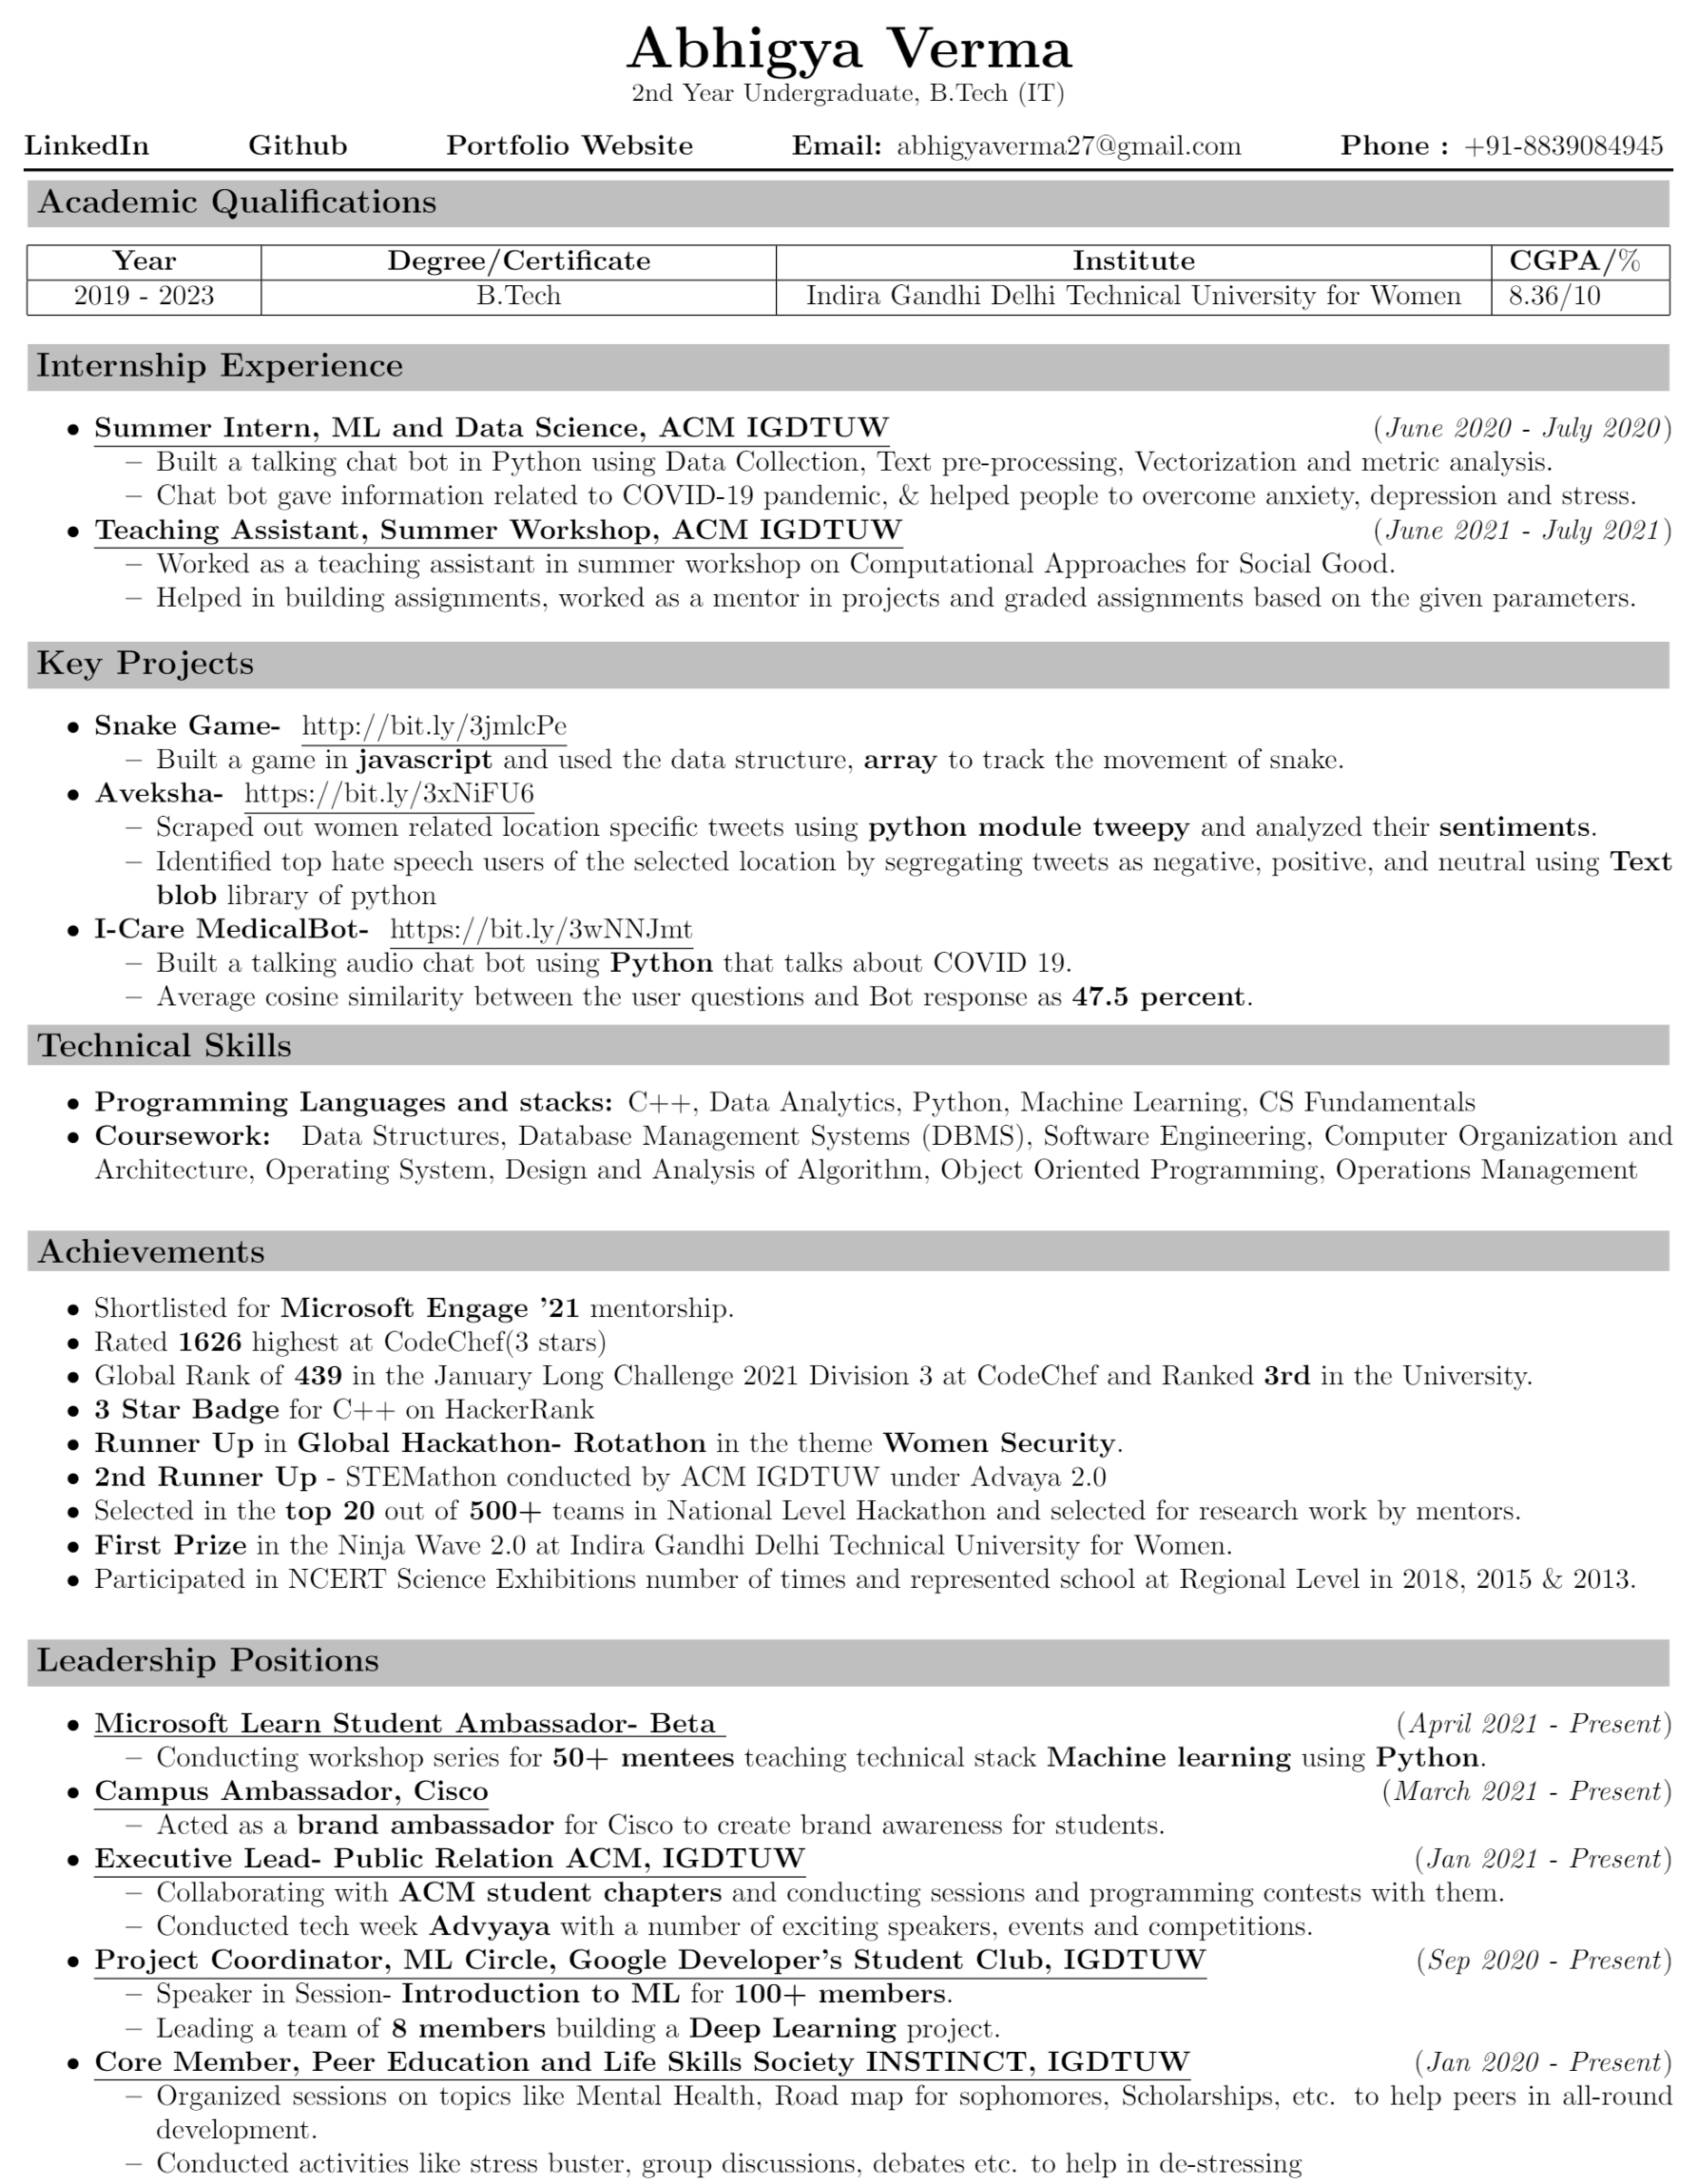 Abhigya Verma
2nd Year Undergraduate, B.Tech (IT)
LinkedIn Github Portfolio Website Email: abhigyaverma27@gmail.com Phone : +91-8839084945
Academic Qualifications
Year Degree/Certificate Institute CGPA/%
2019 - 2023 B.Tech Indira Gandhi Delhi Technical University for Women 8.36/10
Internship Experience
• Summer Intern, ML and Data Science, ACM IGDTUW (June 2020 - July 2020)
– Built a talking chat bot in Python using Data Collection, Text pre-processing, Vectorization and metric analysis.
– Chat bot gave information related to COVID-19 pandemic, & helped people to overcome anxiety, depression and stress.
• Teaching Assistant, Summer Workshop, ACM IGDTUW (June 2021 - July 2021)
– Worked as a teaching assistant in summer workshop on Computational Approaches for Social Good.
– Helped in building assignments, worked as a mentor in projects and graded assignments based on the given parameters.
Key Projects
• Snake Game- http://bit.ly/3jmlcPe
– Built a game in javascript and used the data structure, array to track the movement of snake.
• Aveksha- https://bit.ly/3xNiFU6
– Scraped out women related location specific tweets using python module tweepy and analyzed their sentiments.
– Identified top hate speech users of the selected location by segregating tweets as negative, positive, and neutral using Text
blob library of python
• I-Care MedicalBot- https://bit.ly/3wNNJmt
– Built a talking audio chat bot using Python that talks about COVID 19.
– Average cosine similarity between the user questions and Bot response as 47.5 percent.
Technical Skills
• Programming Languages and stacks: C++, Data Analytics, Python, Machine Learning, CS Fundamentals
• Coursework: Data Structures, Database Management Systems (DBMS), Software Engineering, Computer Organization and
Architecture, Operating System, Design and Analysis of Algorithm, Object Oriented Programming, Operations Management
Achievements
• Shortlisted for Microsoft Engage '21 mentorship.
• Rated 1626 highest at CodeChef(3 stars)
• Global Rank of 439 in the January Long Challenge 2021 Division 3 at CodeChef and Ranked 3rd in the University.
• 3 Star Badge for C++ on HackerRank
• Runner Up in Global Hackathon- Rotathon in the theme Women Security.
• 2nd Runner Up - STEMathon conducted by ACM IGDTUW under Advaya 2.0
• Selected in the top 20 out of 500+ teams in National Level Hackathon and selected for research work by mentors.
• First Prize in the Ninja Wave 2.0 at Indira Gandhi Delhi Technical University for Women.
• Participated in NCERT Science Exhibitions number of times and represented school at Regional Level in 2018, 2015 & 2013.
Leadership Positions
• Microsoft Learn Student Ambassador- Beta (April 2021 - Present)
– Conducting workshop series for 50+ mentees teaching technical stack Machine learning using Python.
• Campus Ambassador, Cisco (March 2021 - Present)
– Acted as a brand ambassador for Cisco to create brand awareness for students.
• Executive Lead- Public Relation ACM, IGDTUW (Jan 2021 - Present)
– Collaborating with ACM student chapters and conducting sessions and programming contests with them.
– Conducted tech week Advyaya with a number of exciting speakers, events and competitions.
• Project Coordinator, ML Circle, Google Developer's Student Club, IGDTUW (Sep 2020 - Present)
– Speaker in Session- Introduction to ML for 100+ members.
– Leading a team of 8 members building a Deep Learning project.
• Core Member, Peer Education and Life Skills Society INSTINCT, IGDTUW (Jan 2020 - Present)
– Organized sessions on topics like Mental Health, Road map for sophomores, Scholarships, etc. to help peers in all-round
development.
– Conducted activities like stress buster, group discussions, debates etc. to help in de-stressing